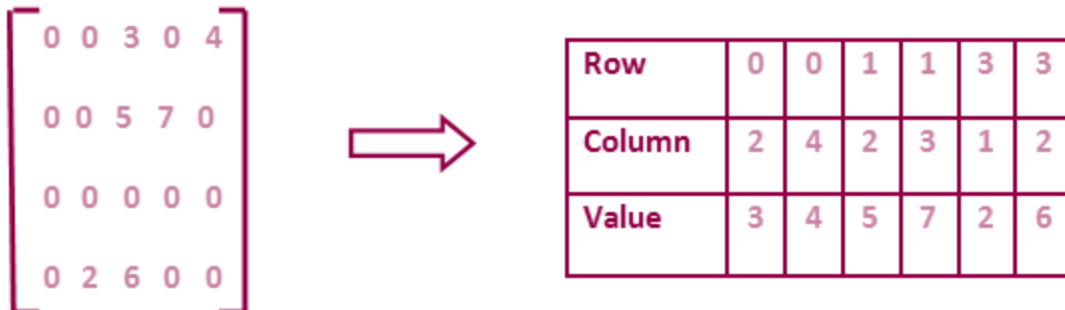 0 0 3 0 4
0 0 5 7 0
0 0 0 0 0
0 2 6 0 0
Row 0 0 1 1 3 3
Column 2 4 2 3 1 2
Value 3 4 5 7 2 6